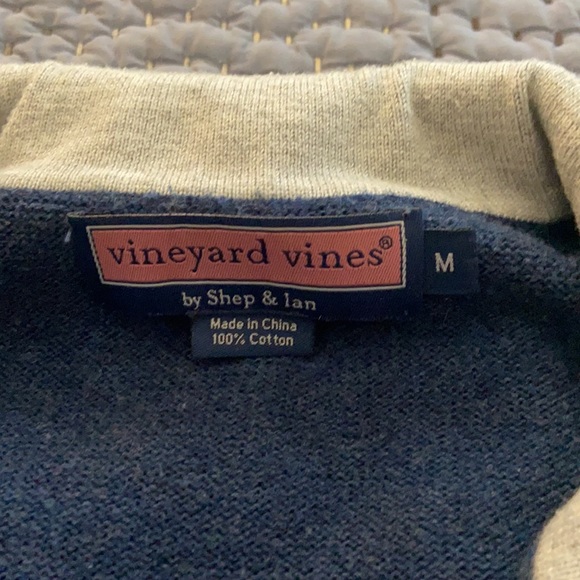 vineyard vines®
M
by Shep & Ian
Made in China
100% Cotton